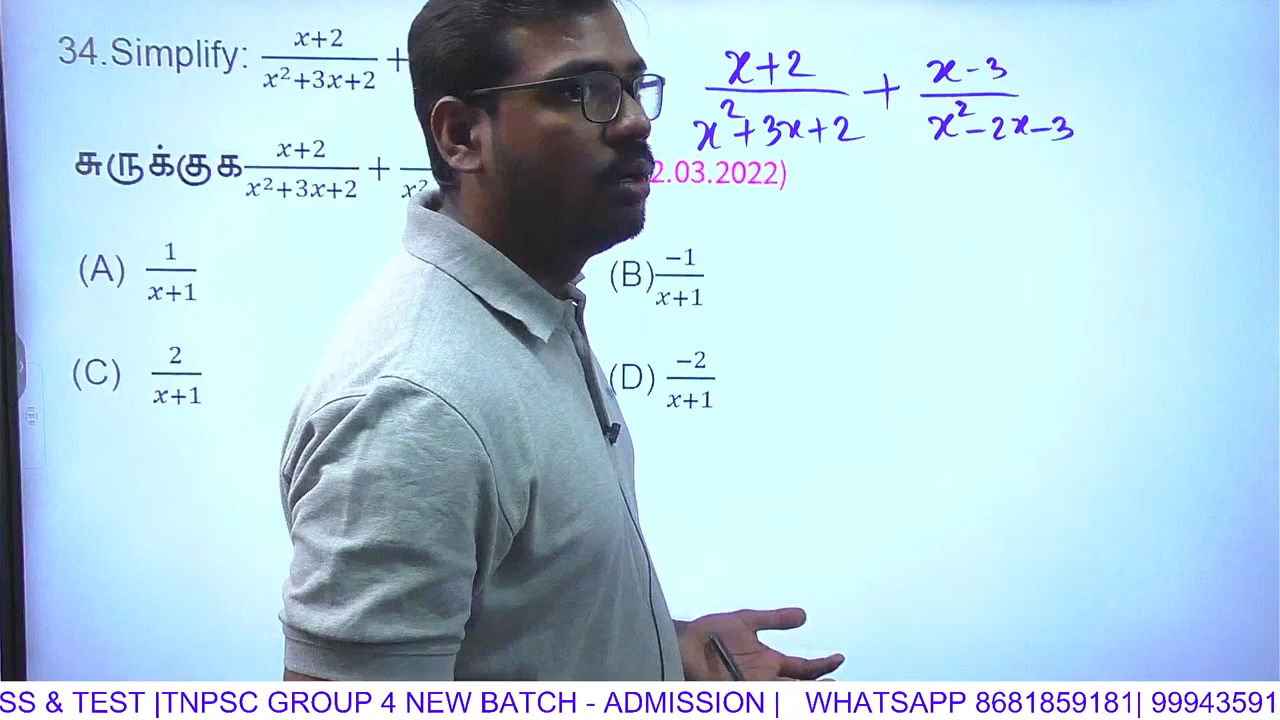 34.Simplify: x+2/x²+3x+2 +
x+2/x²+3x+2 + x-3/x²-2x-3
சுருக்குக x+2/x²+3x+2 + /x²
2.03.2022)
(A) 1/x+1
(B) -1/x+1
(C) 2/x+1
(D) -2/x+1
SS & TEST |TNPSC GROUP 4 NEW BATCH - ADMISSION | WHATSAPP 8681859181| 99943591